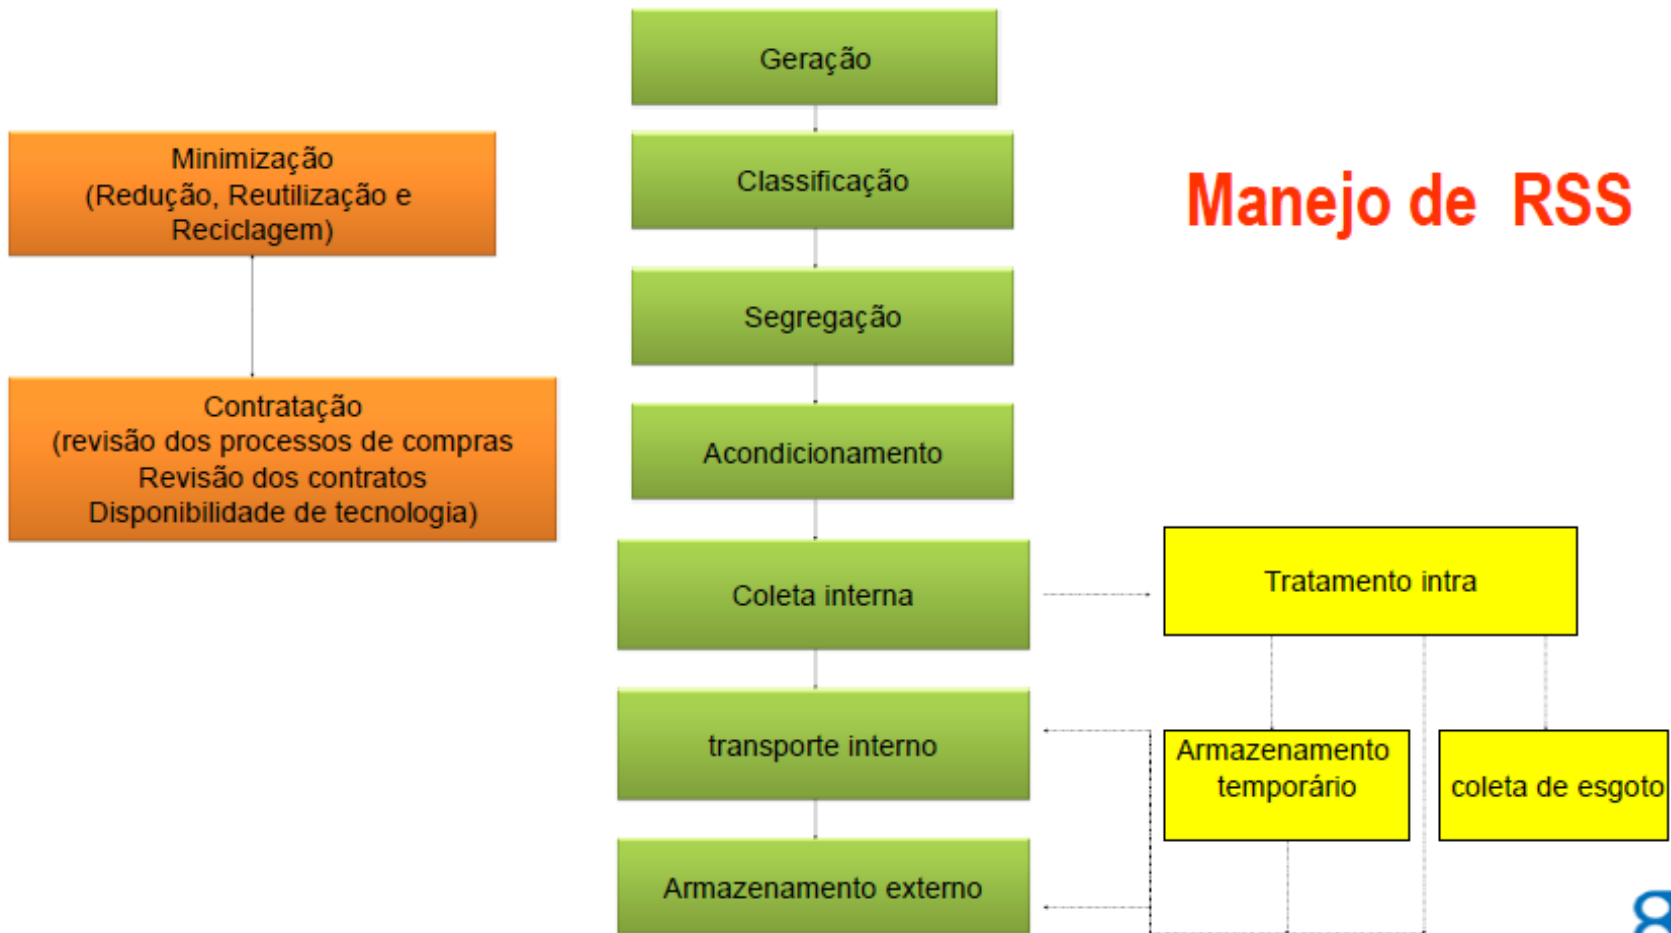 Geração
Minimização
(Redução, Reutilização e
Reciclagem)
Classificação
Manejo de RSS
Segregação
Contratação
(revisão dos processos de compras
Revisão dos contratos
Disponibilidade de tecnologia)
Acondicionamento
Coleta interna
Tratamento intra
transporte interno
Armazenamento
temporário
coleta de esgoto
Armazenamento externo